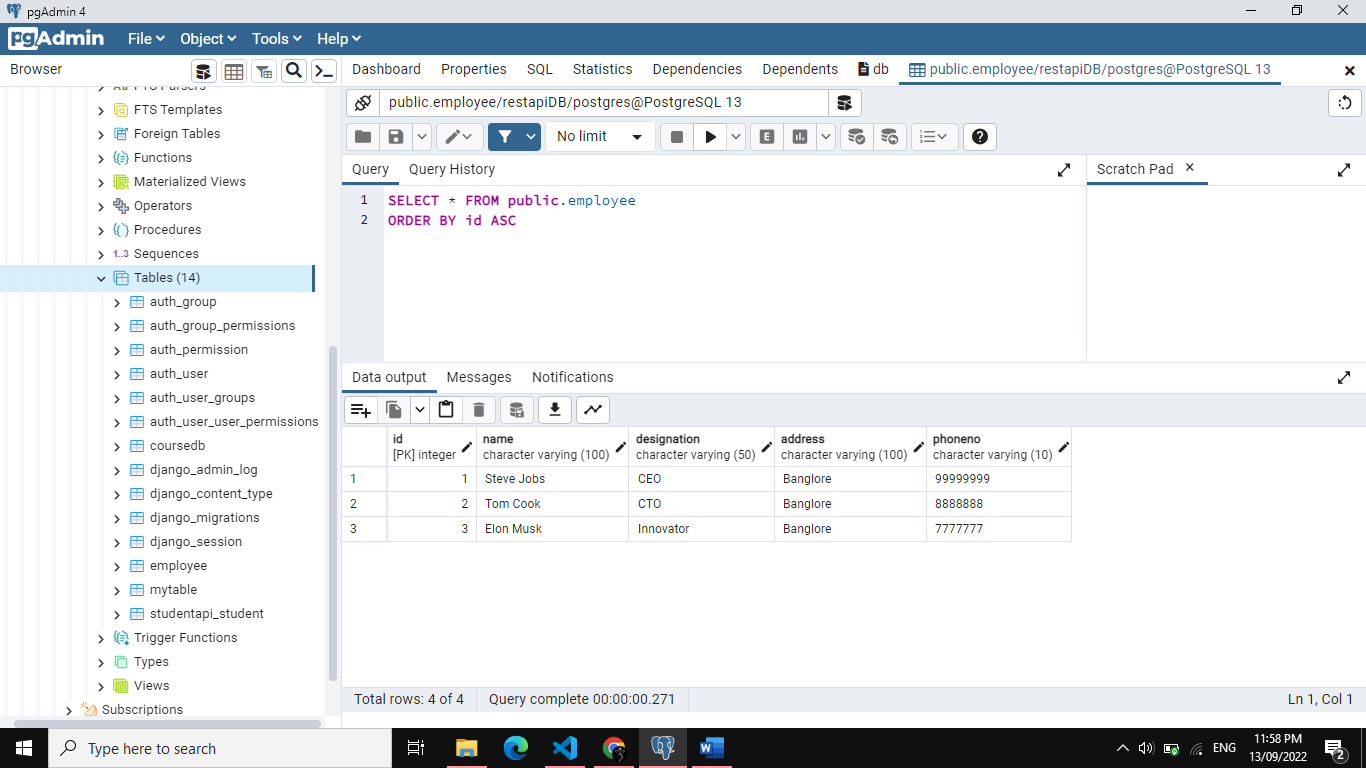 pgAdmin 4
pgAdmin File Object Tools Help
Browser
Dashboard Properties SQL Statistics Dependencies Dependents db public.employee/restapiDB/postgres@PostgreSQL 13
FTS Parsers
FTS Templates
Foreign Tables
Functions
Materialized Views
Operators
Procedures
1..3 Sequences
Tables (14)
auth_group
auth_group_permissions
auth_permission
auth_user
auth_user_groups
auth_user_user_permissions
coursedb
django_admin_log
django_content_type
django_migrations
django_session
employee
mytable
studentapi_student
Trigger Functions
Types
Views
Subscriptions
public.employee/restapiDB/postgres@PostgreSQL 13
No limit
E
Query Query History
Scratch Pad
1 SELECT * FROM public.employee
2 ORDER BY id ASC
Data output Messages Notifications
id name designation address phoneno
[PK] integer character varying (100) character varying (50) character varying (100) character varying (10)
1 1 Steve Jobs CEO Banglore 99999999
2 2 Tom Cook CTO Banglore 8888888
3 3 Elon Musk Innovator Banglore 7777777
Total rows: 4 of 4 Query complete 00:00:00.271 Ln 1, Col 1
Type here to search
ENG
11:58 PM
13/09/2022
2